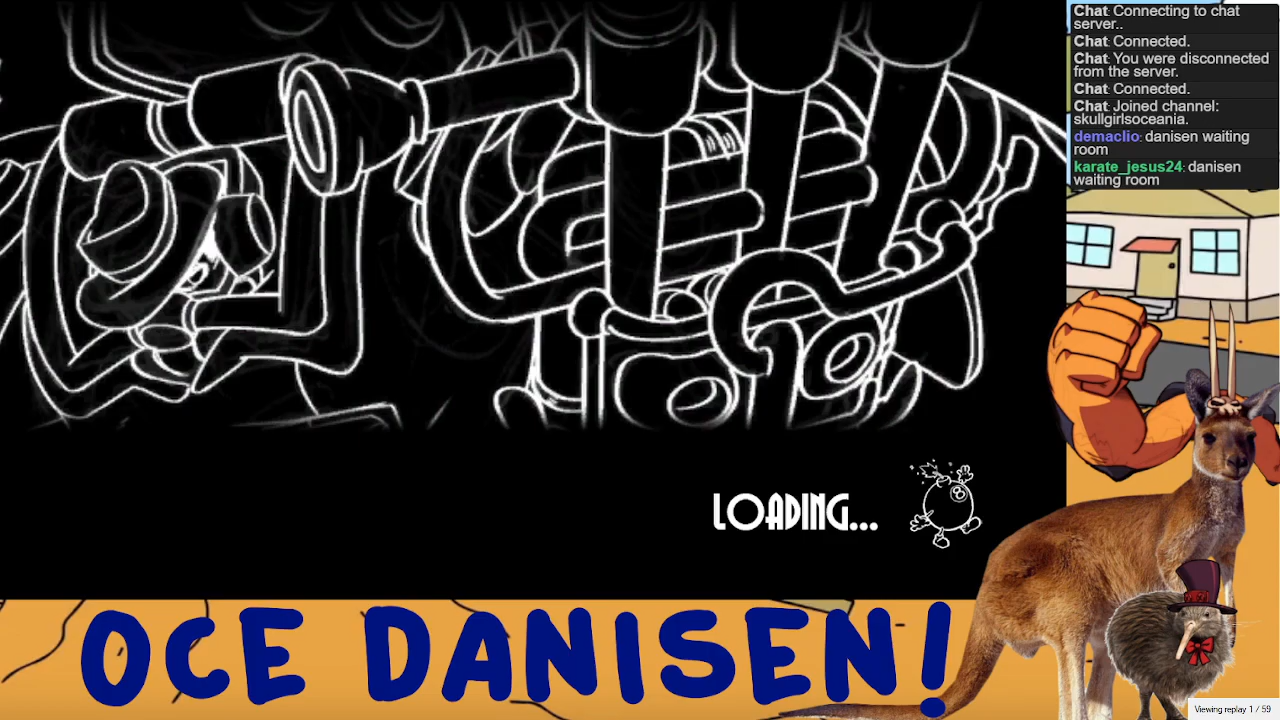 Chat: Connecting to chat
server..
Chat: Connected.
Chat: You were disconnected
from the server.
Chat: Connected.
Chat: Joined channel:
skullgirlsoceania.
demaclio: danisen waiting
room
karate_jesus24: danisen
waiting room
LOADING...
OCE DANISEN!
Viewing replay 1 / 59